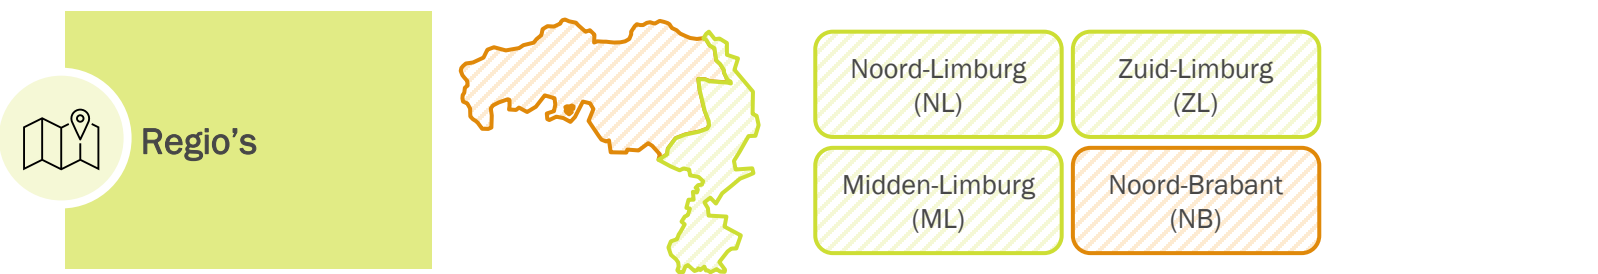 Regio's
Noord-Limburg
(NL)
Zuid-Limburg
(ZL)
Midden-Limburg
(ML)
Noord-Brabant
(NB)